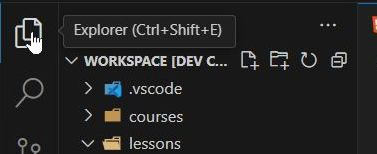 Explorer (Ctrl+Shift+E)
WORKSPACE [DEV C...
.vscode
courses
lessons